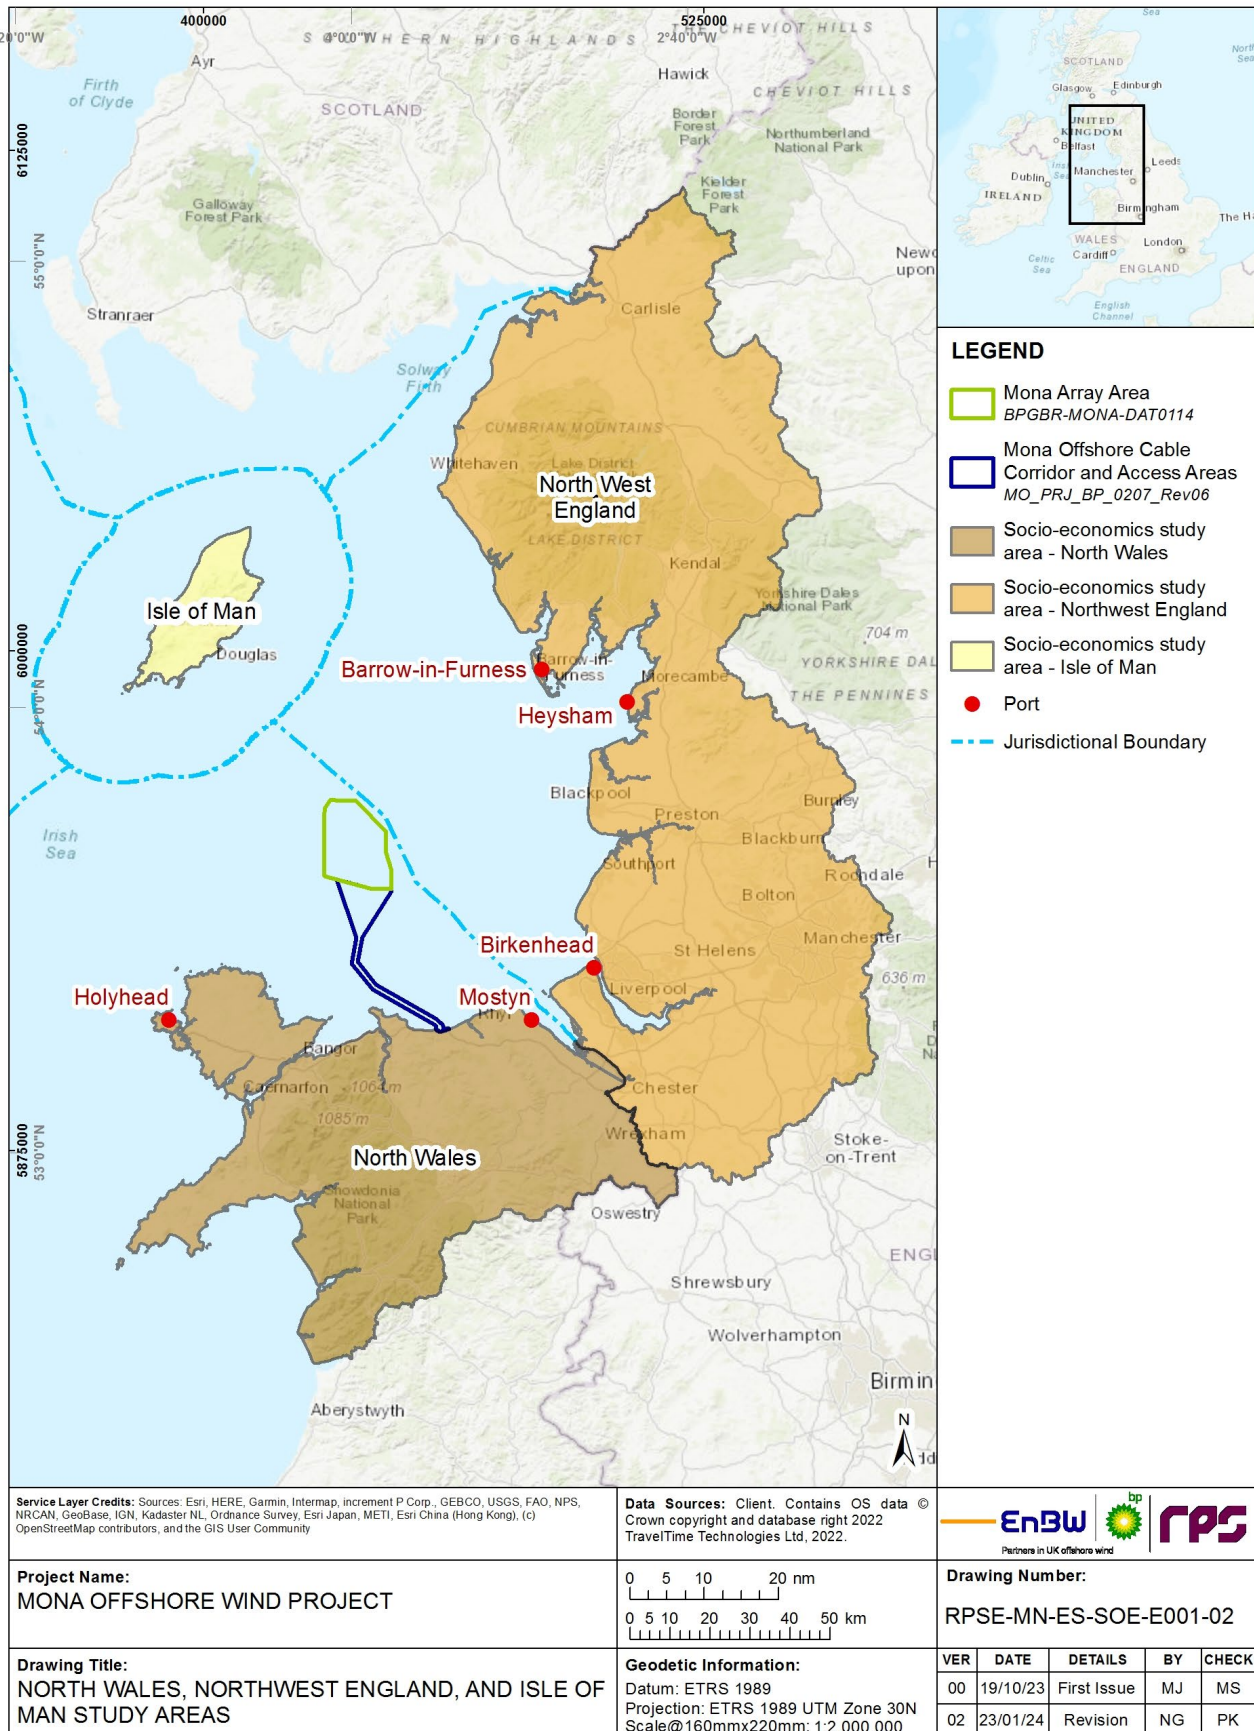 400000
525000
20'0"W
4°0'0"W
2°40'0"W
SOUTHERN HIGHLANDS
THE CHEVIOT HILLS
Ayr
Firth
of Clyde
SCOTLAND
Hawick
CHEVIOT HILLS
Border
Forest
Park
Northumberland
National Park
6125000
Kielder
Forest
Park
Galloway
Forest Park
55°0'0"N
Newc
upon
Stranraer
Carlisle
Solway
Firth
CUMBRIAN MOUNTAINS
Whitehaven
Lake District
North West
England
LAKE DISTRICT
Kendal
Yorkshire Dales
National Park
Isle of Man
Douglas
704 m
6000000
54°0'0"N
Barrow-in-Furness
Barrow-in-
Furness
Morecambe
YORKSHIRE DAL
THE PENNINES
Heysham
Blackpool
Preston
Burnley
Blackburn
Irish
Sea
Southport
Rochdale
Bolton
Manchester
Birkenhead
St Helens
636 m
Liverpool
Holyhead
Mostyn
Rhyl
Bangor
Caernarfon
1064 m
Chester
1085 m
Wrexham
Stoke-
on-Trent
North Wales
5875000
53°0'0"N
Snowdonia
National
Park
Oswestry
ENGL
Shrewsbury
Wolverhampton
Birmin
Aberystwyth
N
Sea
North
Sea
SCOTLAND
Glasgow
Edinburgh
UNITED
KINGDOM
Belfast
Irish
Sea
Leeds
Dublin
Manchester
IRELAND
Birmingham
The Ha
WALES
London
Celtic
Sea
Cardiff
ENGLAND
English
Channel
LEGEND
Mona Array Area
BPGBR-MONA-DAT0114
Mona Offshore Cable
Corridor and Access Areas
MO_PRJ_BP_0207_Rev06
Socio-economics study
area - North Wales
Socio-economics study
area - Northwest England
Socio-economics study
area - Isle of Man
Port
Jurisdictional Boundary
Service Layer Credits: Sources: Esri, HERE, Garmin, Intermap, increment P Corp., GEBCO, USGS, FAO, NPS,
NRCAN, GeoBase, IGN, Kadaster NL, Ordnance Survey, Esri Japan, METI, Esri China (Hong Kong), (c)
OpenStreetMap contributors, and the GIS User Community
Data Sources: Client. Contains OS data ©
Crown copyright and database right 2022
TravelTime Technologies Ltd, 2022.
EnBW
bp
rps
Partners in UK offshore wind
Project Name:
MONA OFFSHORE WIND PROJECT
0 5 10 20 nm
0 5 10 20 30 40 50 km
Drawing Number:
RPSE-MN-ES-SOE-E001-02
Drawing Title:
NORTH WALES, NORTHWEST ENGLAND, AND ISLE OF
MAN STUDY AREAS
Geodetic Information:
Datum: ETRS 1989
Projection: ETRS 1989 UTM Zone 30N
Scale@160mmx220mm: 1:2,000,000
VER DATE DETAILS BY CHECK
00 19/10/23 First Issue MJ MS
02 23/01/24 Revision NG PK